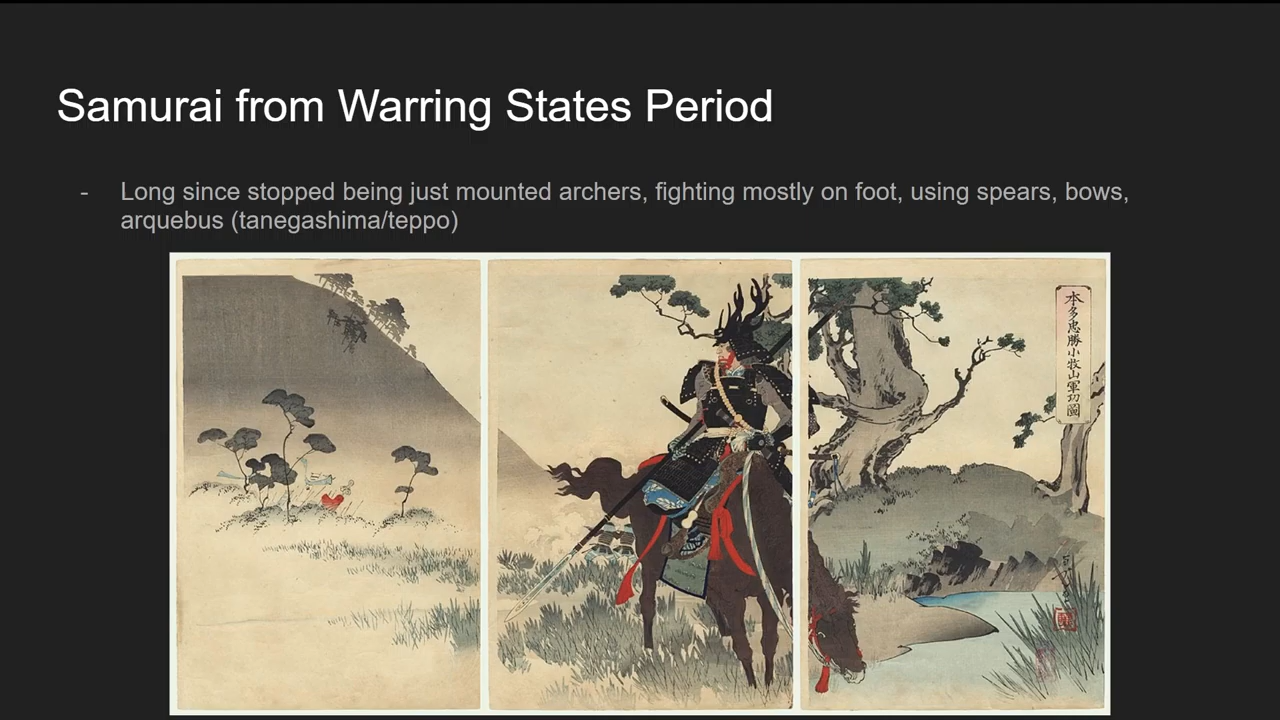 Samurai from Warring States Period
- Long since stopped being just mounted archers, fighting mostly on foot, using spears, bows,
arquebus (tanegashima/teppo)
本多忠勝小牧山軍功圖